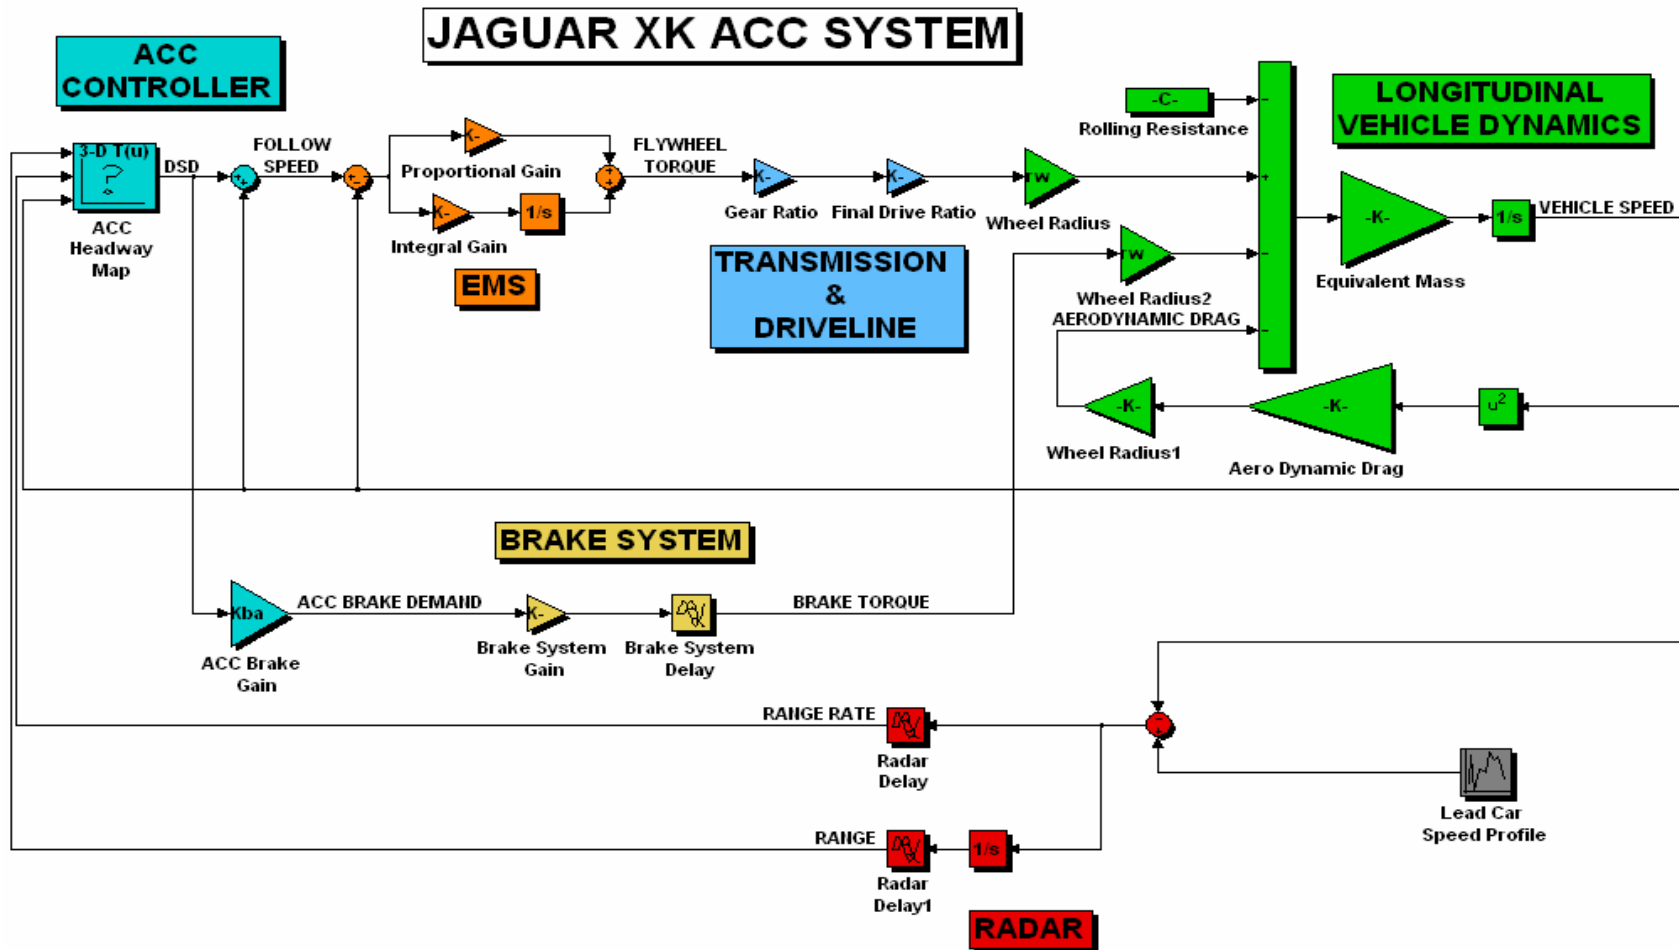 JAGUAR XK ACC SYSTEM
ACC
CONTROLLER
LONGITUDINAL
VEHICLE DYNAMICS
-C-
Rolling Resistance
3-D T(u)
?
ACC
Headway
Map
DSD
FOLLOW
SPEED
K-
Proportional Gain
K-
Integral Gain
1/s
EMS
FLYWHEEL
TORQUE
K-
Gear Ratio
K-
Final Drive Ratio
rw
Wheel Radius
TRANSMISSION
&
DRIVELINE
rw
Wheel Radius2
AERODYNAMIC DRAG
-K-
Equivalent Mass
1/s
VEHICLE SPEED
-K-
Wheel Radius1
-K-
Aero Dynamic Drag
u²
BRAKE SYSTEM
Kba
ACC Brake
Gain
ACC BRAKE DEMAND
K-
Brake System
Gain
Brake System
Delay
BRAKE TORQUE
RANGE RATE
Radar
Delay
Lead Car
Speed Profile
RANGE
Radar
Delay1
1/s
RADAR